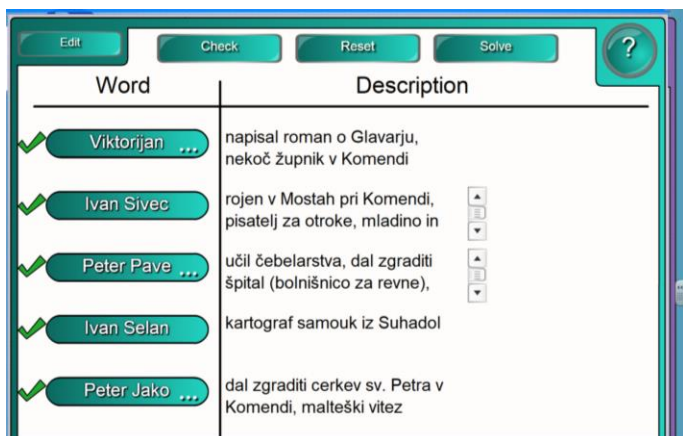 Edit Check Reset Solve ?
Word Description
Viktorijan ... napisal roman o Glavarju,
nekoč župnik v Komendi
Ivan Sivec rojen v Mostah pri Komendi,
pisatelj za otroke, mladino in
Peter Pave ... učil čebelarstva, dal zgraditi
špital (bolnišnico za revne),
Ivan Selan kartograf samouk iz Suhadol
Peter Jako ... dal zgraditi cerkev sv. Petra v
Komendi, malteški vitez